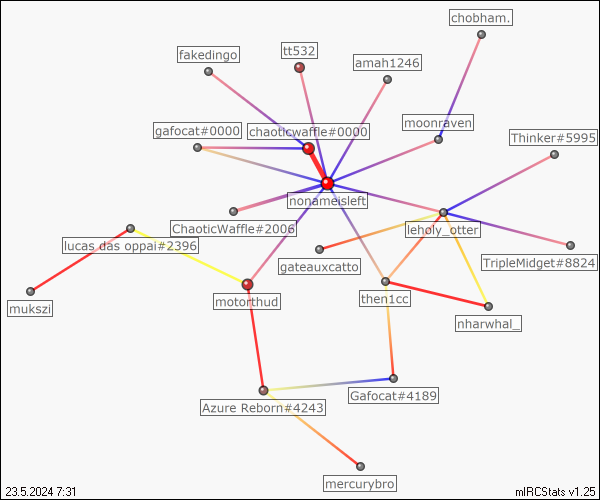 chobham.
fakedingo
tt532
amah1246
gafocat#0000
chaoticwaffle#0000
moonraven
Thinker#5995
nonameisleft
ChaoticWaffle#2006
leholy_otter
lucas das oppai#2396
gateauxcatto
TripleMidget#8824
mukszi
motorthud
then1cc
nharwhal_
Azure Reborn#4243
Gafocat#4189
mercurybro
23.5.2024 7:31
mIRCStats v1.25